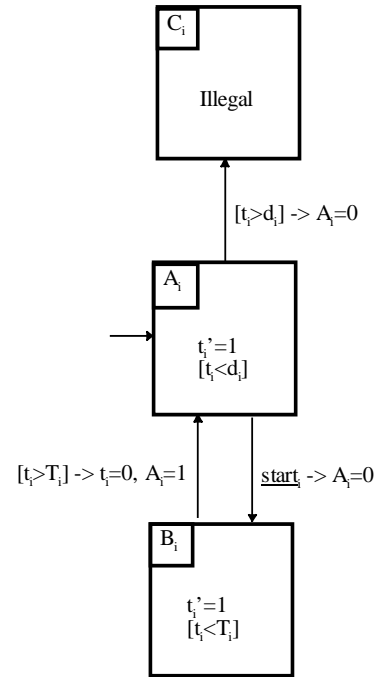 C_i
Illegal
[t_i>d_i] -> A_i=0
A_i
t_i’=1
[t_i<d_i]
[t_i>T_i] -> t_i=0, A_i=1
start_i -> A_i=0
B_i
t_i’=1
[t_i<T_i]